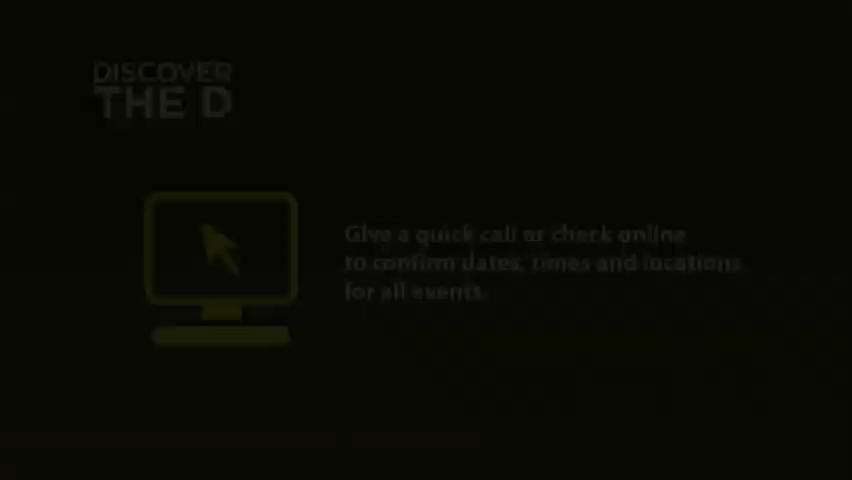 DISCOVER
THE D
Give a quick call or check online
to confirm dates, times and locations
for all events.